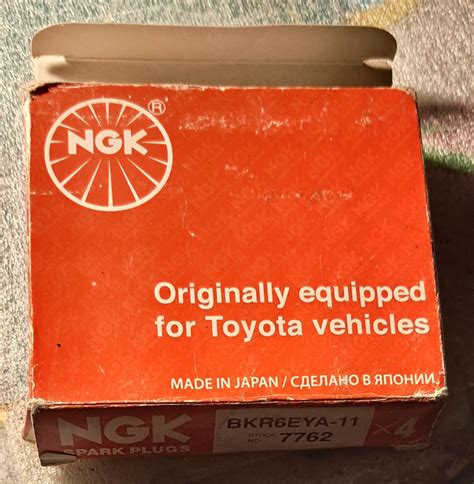 NGK
®
Originally equipped
for Toyota vehicles
MADE IN JAPAN / СДЕЛАНО В ЯПОНИИ.
NGK
SPARK PLUGS
BKR6EYA-11
STOCK NO. 7762
×4